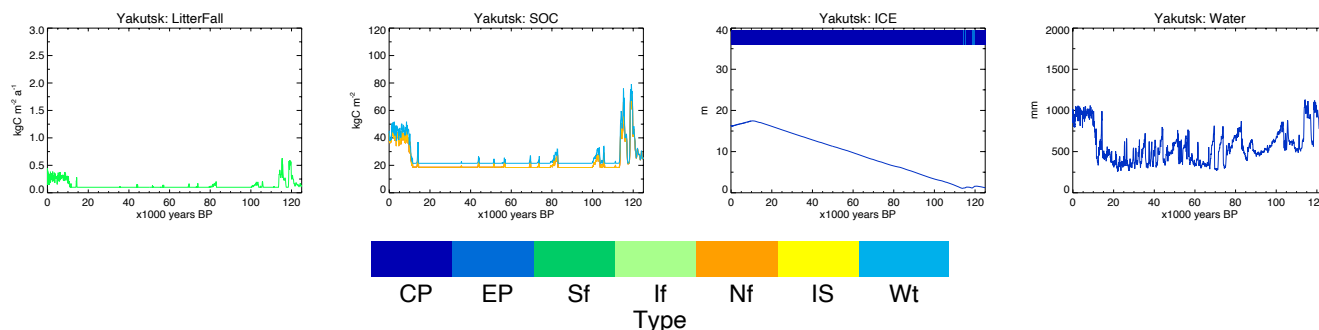 Yakutsk: LitterFall
3.0
2.5
2.0
1.5
1.0
0.5
0.0
kgC m-2 a-1
0 20 40 60 80 100 120
x1000 years BP
Yakutsk: SOC
120
100
80
60
40
20
0
kgC m-2
0 20 40 60 80 100 120
x1000 years BP
Yakutsk: ICE
40
30
20
10
0
m
0 20 40 60 80 100 120
x1000 years BP
Yakutsk: Water
2000
1500
1000
500
0
mm
0 20 40 60 80 100 120
x1000 years BP
CP EP Sf If Nf IS Wt
Type